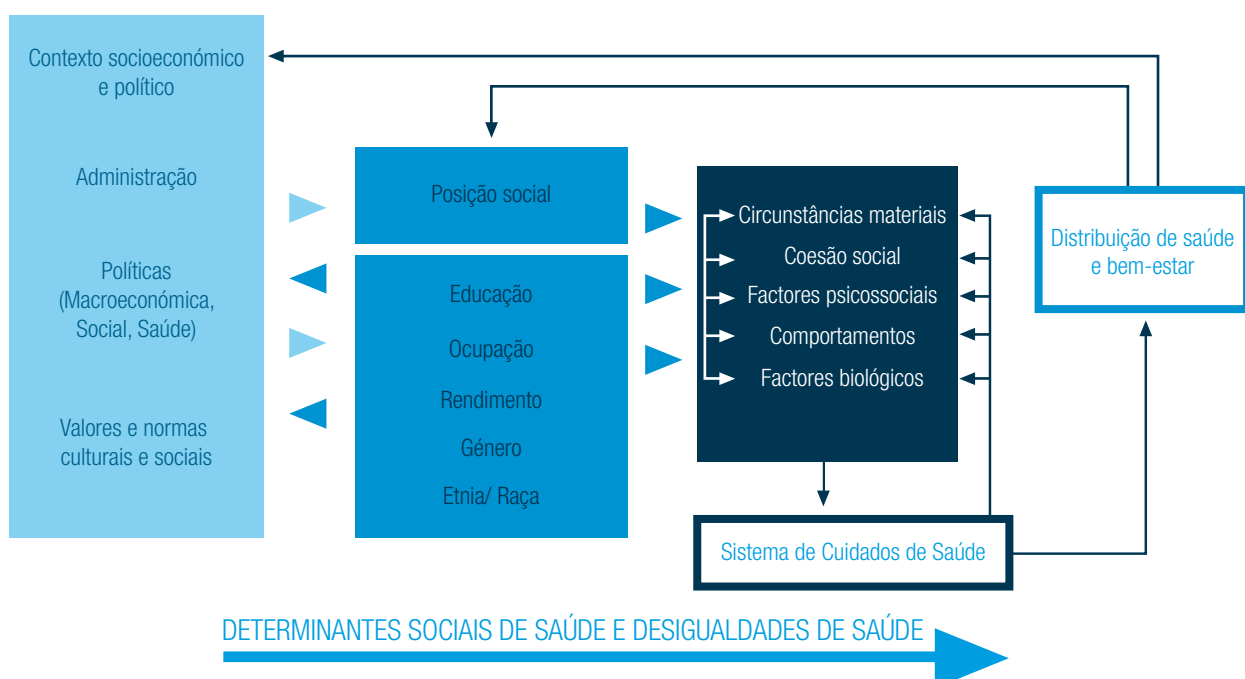 Contexto socioeconómico
e político
Administração
Políticas
(Macroeconómica,
Social, Saúde)
Valores e normas
culturais e sociais
Posição social
Educação
Ocupação
Rendimento
Género
Etnia/ Raça
Circunstâncias materiais
Coesão social
Factores psicossociais
Comportamentos
Factores biológicos
Sistema de Cuidados de Saúde
Distribuição de saúde
e bem-estar
DETERMINANTES SOCIAIS DE SAÚDE E DESIGUALDADES DE SAÚDE